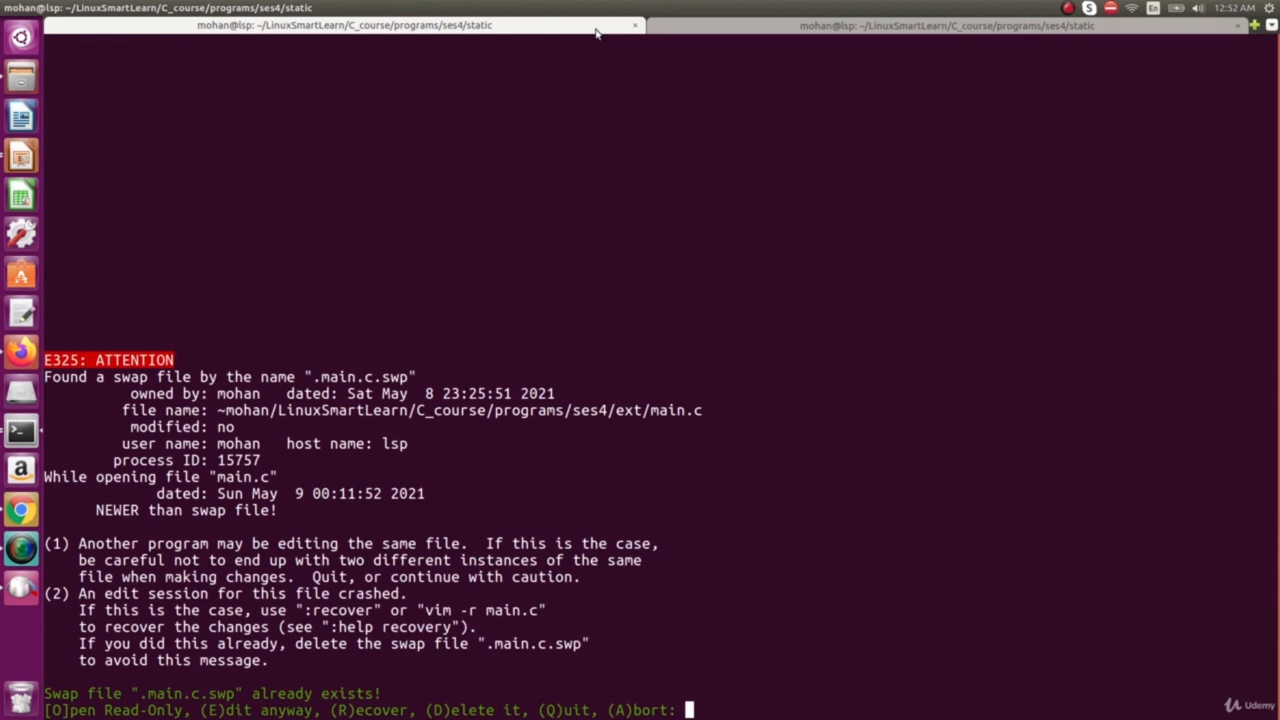 mohan@lsp: ~/LinuxSmartLearn/C_course/programs/ses4/static
En
12:52 AM
mohan@lsp: ~/LinuxSmartLearn/C_course/programs/ses4/static ×
mohan@lsp: ~/LinuxSmartLearn/C_course/programs/ses4/static ×
E325: ATTENTION
Found a swap file by the name ".main.c.swp"
owned by: mohan   dated: Sat May  8 23:25:51 2021
file name: ~mohan/LinuxSmartLearn/C_course/programs/ses4/ext/main.c
modified: no
user name: mohan   host name: lsp
process ID: 15757
While opening file "main.c"
dated: Sun May  9 00:11:52 2021
NEWER than swap file!
(1) Another program may be editing the same file.  If this is the case,
be careful not to end up with two different instances of the same
file when making changes.  Quit, or continue with caution.
(2) An edit session for this file crashed.
If this is the case, use ":recover" or "vim -r main.c"
to recover the changes (see ":help recovery").
If you did this already, delete the swap file ".main.c.swp"
to avoid this message.
Swap file ".main.c.swp" already exists!
[O]pen Read-Only, (E)dit anyway, (R)ecover, (D)elete it, (Q)uit, (A)bort:
Udemy